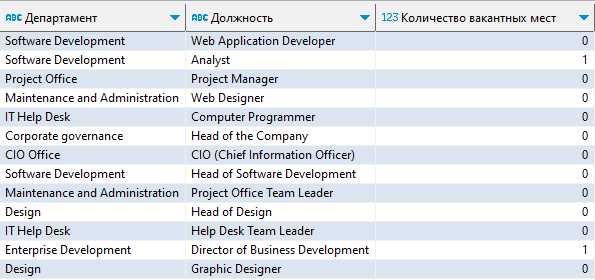 ABC Департамент ABC Должность 123 Количество вакантных мест
Software Development Web Application Developer 0
Software Development Analyst 1
Project Office Project Manager 0
Maintenance and Administration Web Designer 0
IT Help Desk Computer Programmer 0
Corporate governance Head of the Company 0
CIO Office CIO (Chief Information Officer) 0
Software Development Head of Software Development 0
Maintenance and Administration Project Office Team Leader 0
Design Head of Design 0
IT Help Desk Help Desk Team Leader 0
Enterprise Development Director of Business Development 1
Design Graphic Designer 0